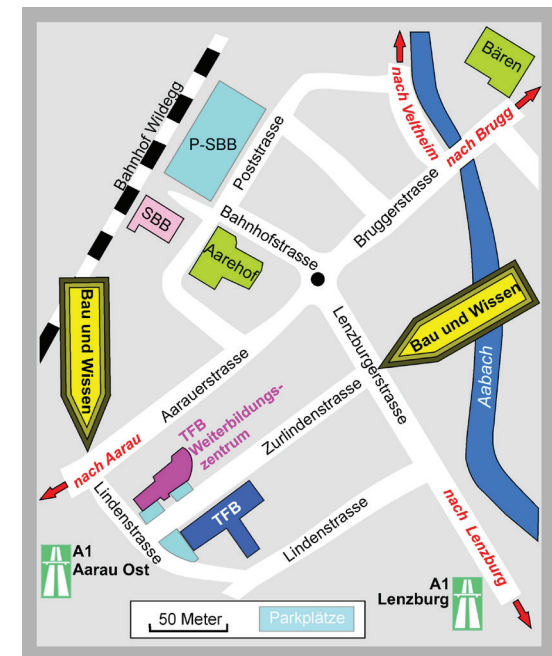 Bären
nach Veltheim
nach Brugg
Bahnhof Wildegg
P-SBB
Poststrasse
SBB
Bahnhofstrasse
Bruggerstrasse
Aarehof
Bau und Wissen
Bau und Wissen
Aarauerstrasse
Lenzburgerstrasse
Aabach
TFB
Weiterbildungs-
zentrum
Zurlindenstrasse
nach Aarau
Lindenstrasse
TFB
Lindenstrasse
nach Lenzburg
A1
Aarau Ost
A1
Lenzburg
50 Meter
Parkplätze